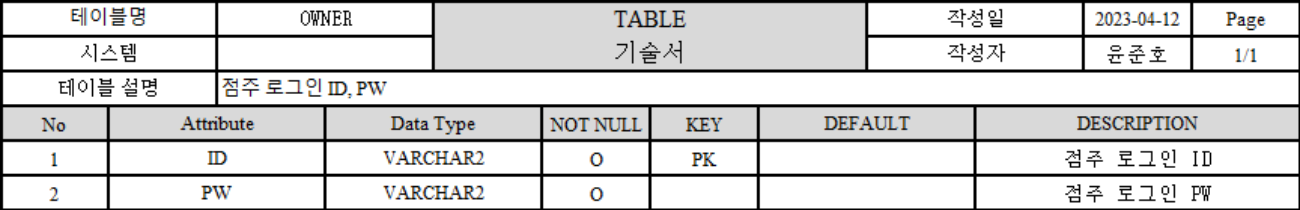 테이블명 OWNER TABLE 작성일 2023-04-12 Page
시스템 기술서 작성자 윤준호 1/1
테이블 설명 점주 로그인 ID, PW
No Attribute Data Type NOT NULL KEY DEFAULT DESCRIPTION
1 ID VARCHAR2 O PK 점주 로그인 ID
2 PW VARCHAR2 O 점주 로그인 PW